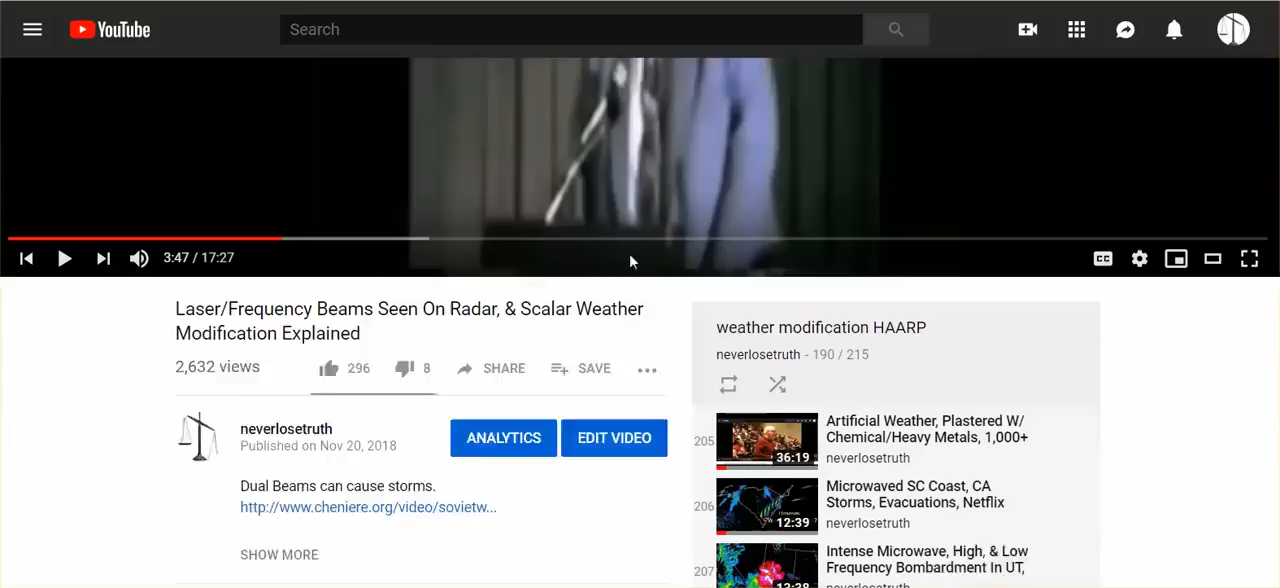 YouTube
Search
3:47 / 17:27
CC
Laser/Frequency Beams Seen On Radar, & Scalar Weather
Modification Explained
2,632 views
296
8
SHARE
SAVE
neverlosetruth
Published on Nov 20, 2018
ANALYTICS
EDIT VIDEO
Dual Beams can cause storms.
http://www.cheniere.org/video/sovietw...
SHOW MORE
weather modification HAARP
neverlosetruth - 190 / 215
205
36:19
Artificial Weather, Plastered W/
Chemical/Heavy Metals, 1,000+
neverlosetruth
206
12:39
Microwaved SC Coast, CA
Storms, Evacuations, Netflix
neverlosetruth
207
Intense Microwave, High, & Low
Frequency Bombardment In UT,